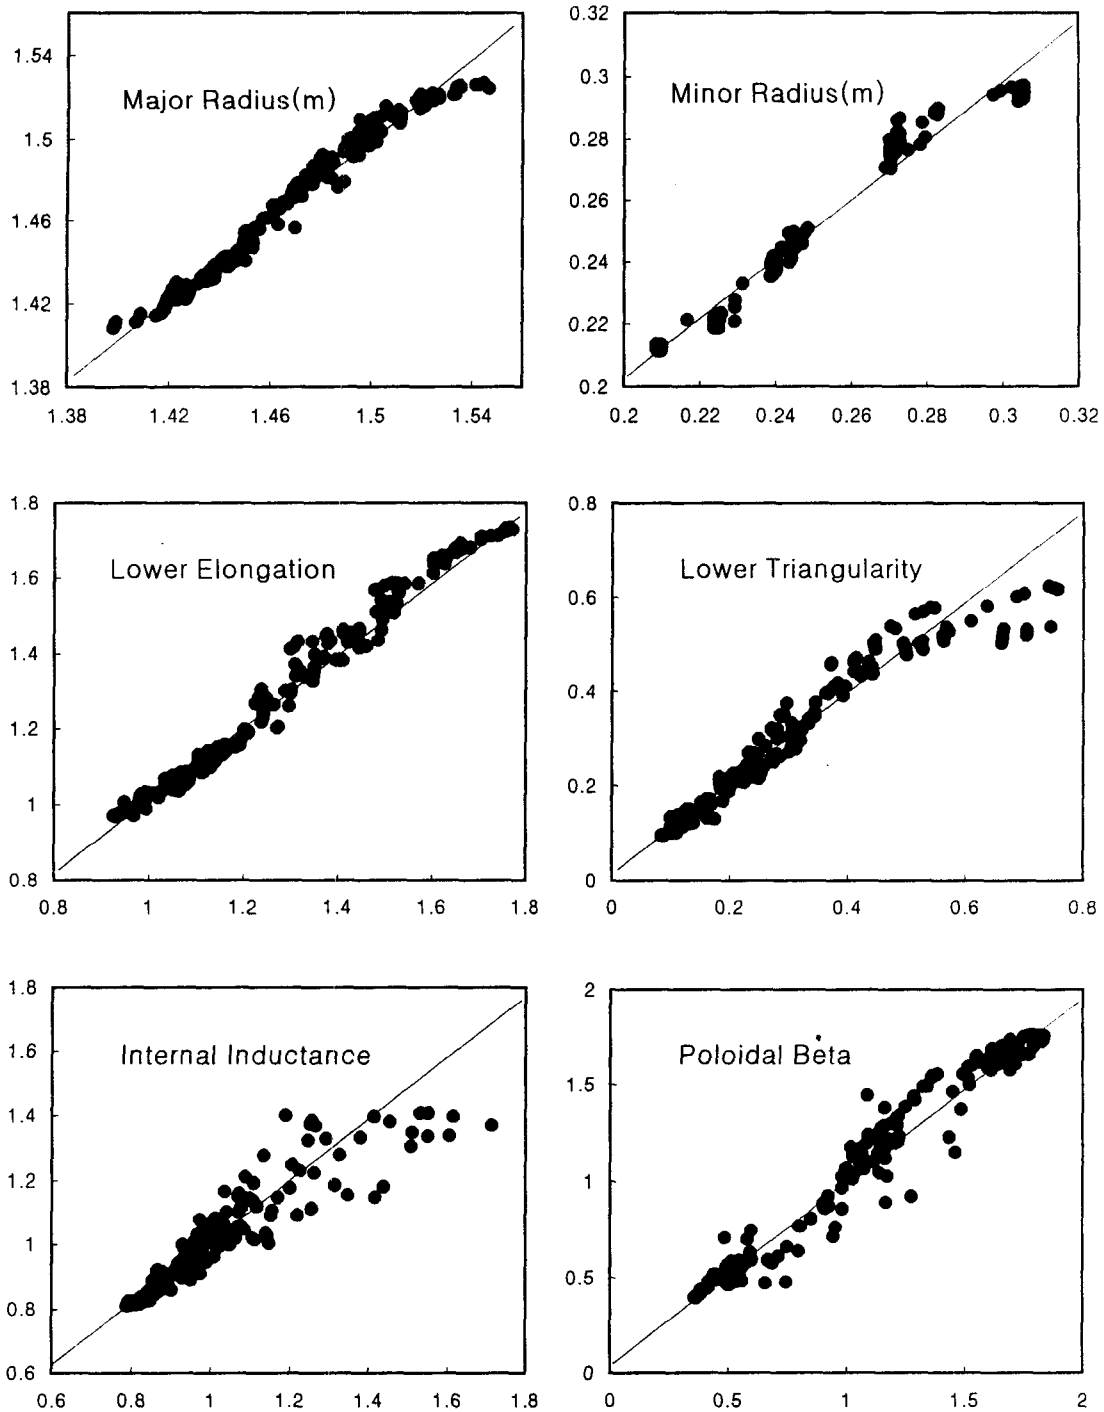 Major Radius(m)
1.54
1.5
1.46
1.42
1.38
1.38 1.42 1.46 1.5 1.54
Minor Radius(m)
0.32
0.3
0.28
0.26
0.24
0.22
0.2
0.2 0.22 0.24 0.26 0.28 0.3 0.32
Lower Elongation
1.8
1.6
1.4
1.2
1
0.8
0.8 1 1.2 1.4 1.6 1.8
Lower Triangularity
0.8
0.6
0.4
0.2
0
0 0.2 0.4 0.6 0.8
Internal Inductance
1.8
1.6
1.4
1.2
1
0.8
0.6
0.6 0.8 1 1.2 1.4 1.6 1.8
Poloidal Beta
2
1.5
1
0.5
0
0 0.5 1 1.5 2